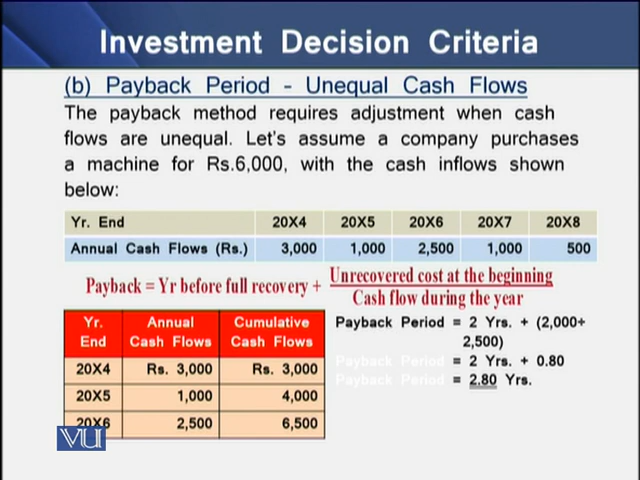 Investment Decision Criteria
(b) Payback Period - Unequal Cash Flows
The payback method requires adjustment when cash
flows are unequal. Let's assume a company purchases
a machine for Rs.6,000, with the cash inflows shown
below:
Yr. End 20X4 20X5 20X6 20X7 20X8
Annual Cash Flows (Rs.) 3,000 1,000 2,500 1,000 500
Payback = Yr before full recovery + Unrecovered cost at the beginning
Cash flow during the year
Yr. End Annual Cash Flows Cumulative Cash Flows
20X4 Rs. 3,000 Rs. 3,000
20X5 1,000 4,000
20X6 2,500 6,500
Payback Period = 2 Yrs. + (2,000÷
2,500)
Payback Period = 2 Yrs. + 0.80
Payback Period = 2.80 Yrs.
VU